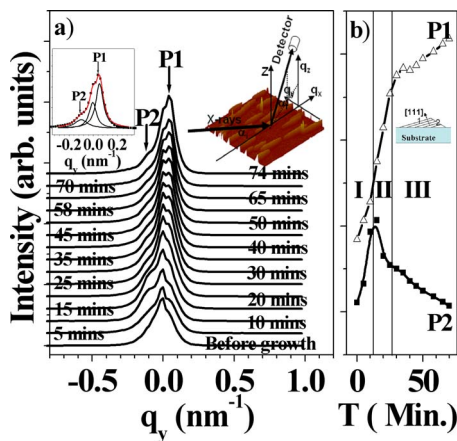 a)
P1
P2
P1
P2
-0.2 0.0 0.2
q_y (nm^-1)
Detector
Z
q_z
q_y
q_x
X-rays
α_i
70 mins
74 mins
58 mins
65 mins
45 mins
50 mins
35 mins
40 mins
25 mins
30 mins
15 mins
20 mins
5 mins
10 mins
Before growth
Intensity (arb. units)
-0.5 0.0 0.5 1.0
q_y (nm^-1)
b)
P1
[111]
Substrate
I II III
P2
0 50
T ( Min.)